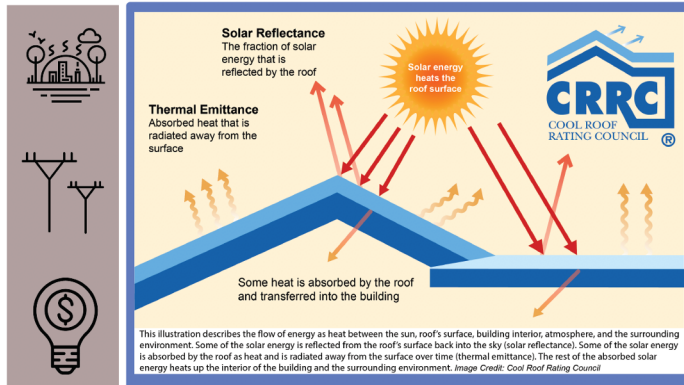 Solar Reflectance
The fraction of solar
energy that is
reflected by the roof
Solar energy
heats the
roof surface
CRRC
COOL ROOF
RATING COUNCIL ®
Thermal Emittance
Absorbed heat that is
radiated away from the
surface
Some heat is absorbed by the roof
and transferred into the building
$
This illustration describes the flow of energy as heat between the sun, roof's surface, building interior, atmosphere, and the surrounding
environment. Some of the solar energy is reflected from the roof's surface back into the sky (solar reflectance). Some of the solar energy
is absorbed by the roof as heat and is radiated away from the surface over time (thermal emittance). The rest of the absorbed solar
energy heats up the interior of the building and the surrounding environment. Image Credit: Cool Roof Rating Council